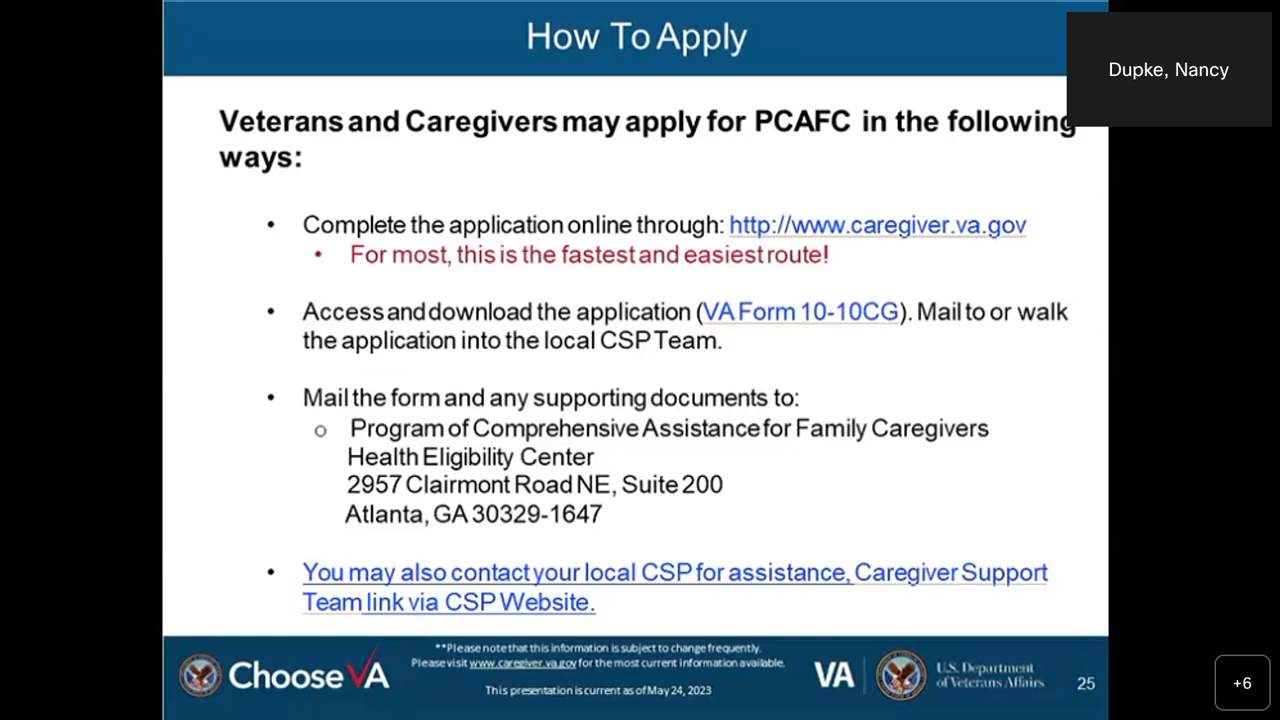 How To Apply
Dupke, Nancy
Veterans and Caregivers may apply for PCAFC in the following
ways:
• Complete the application online through: http://www.caregiver.va.gov
• For most, this is the fastest and easiest route!
• Access and download the application (VA Form 10-10CG). Mail to or walk
the application into the local CSP Team.
• Mail the form and any supporting documents to:
o Program of Comprehensive Assistance for Family Caregivers
Health Eligibility Center
2957 Clairmont Road NE, Suite 200
Atlanta, GA 30329-1647
• You may also contact your local CSP for assistance, Caregiver Support
Team link via CSP Website.
**Please note that this information is subject to change frequently.
Please visit www.caregiver.va.gov for the most current information available.
This presentation is current as of May 24, 2023
Choose VA
VA
U.S. Department
of Veterans Affairs
25
+6